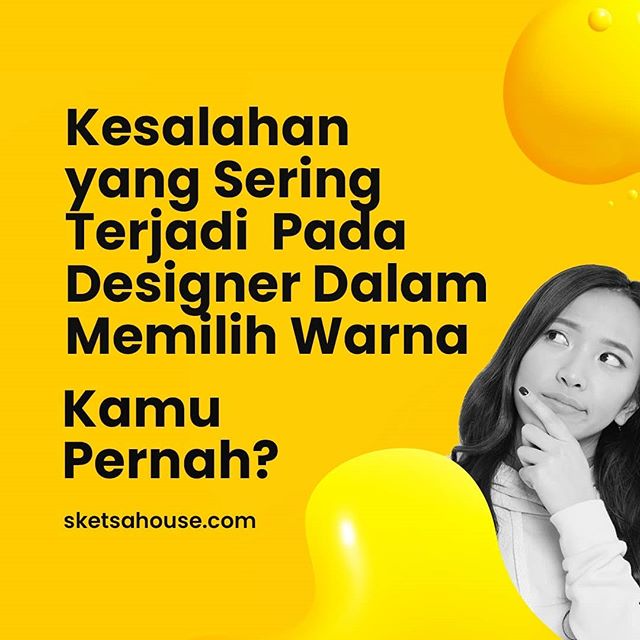 Kesalahan
yang Sering
Terjadi  Pada
Designer Dalam
Memilih Warna
Kamu
Pernah?
sketsahouse.com